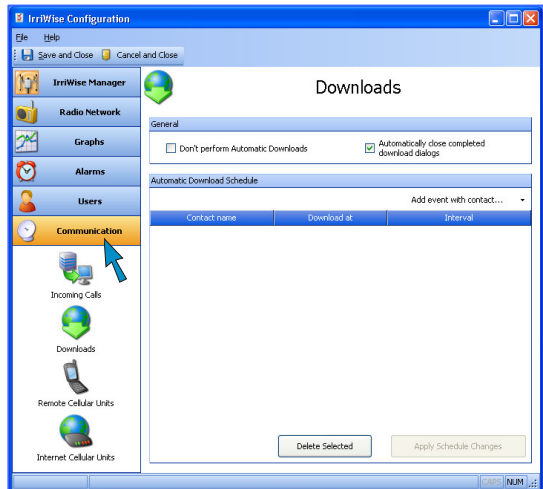 IrriWise Configuration
File Help
Save and Close Cancel and Close
IrriWise Manager
Radio Network
Graphs
Alarms
Users
Communication
Incoming Calls
Downloads
Remote Cellular Units
Internet Cellular Units
Downloads
General
Don't perform Automatic Downloads
Automatically close completed
download dialogs
Automatic Download Schedule
Add event with contact...
Contact name Download at Interval
Delete Selected Apply Schedule Changes
CAPS NUM